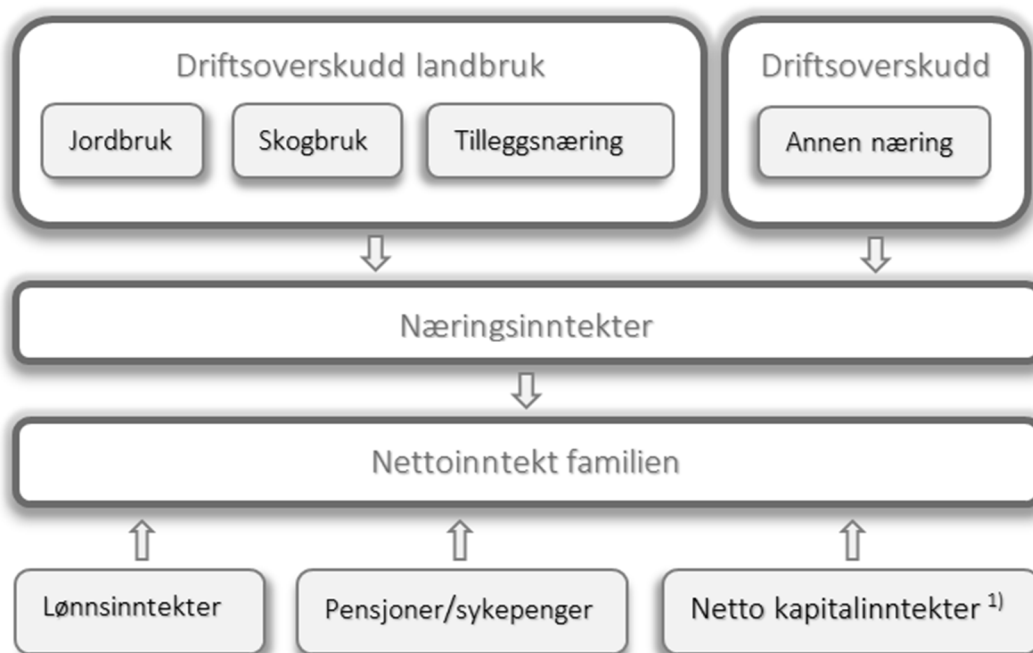 Driftsoverskudd landbruk
Jordbruk
Skogbruk
Tilleggsnæring
Driftsoverskudd
Annen næring
Næringsinntekter
Nettoinntekt familien
Lønnsinntekter
Pensjoner/sykepenger
Netto kapitalinntekter ¹⁾